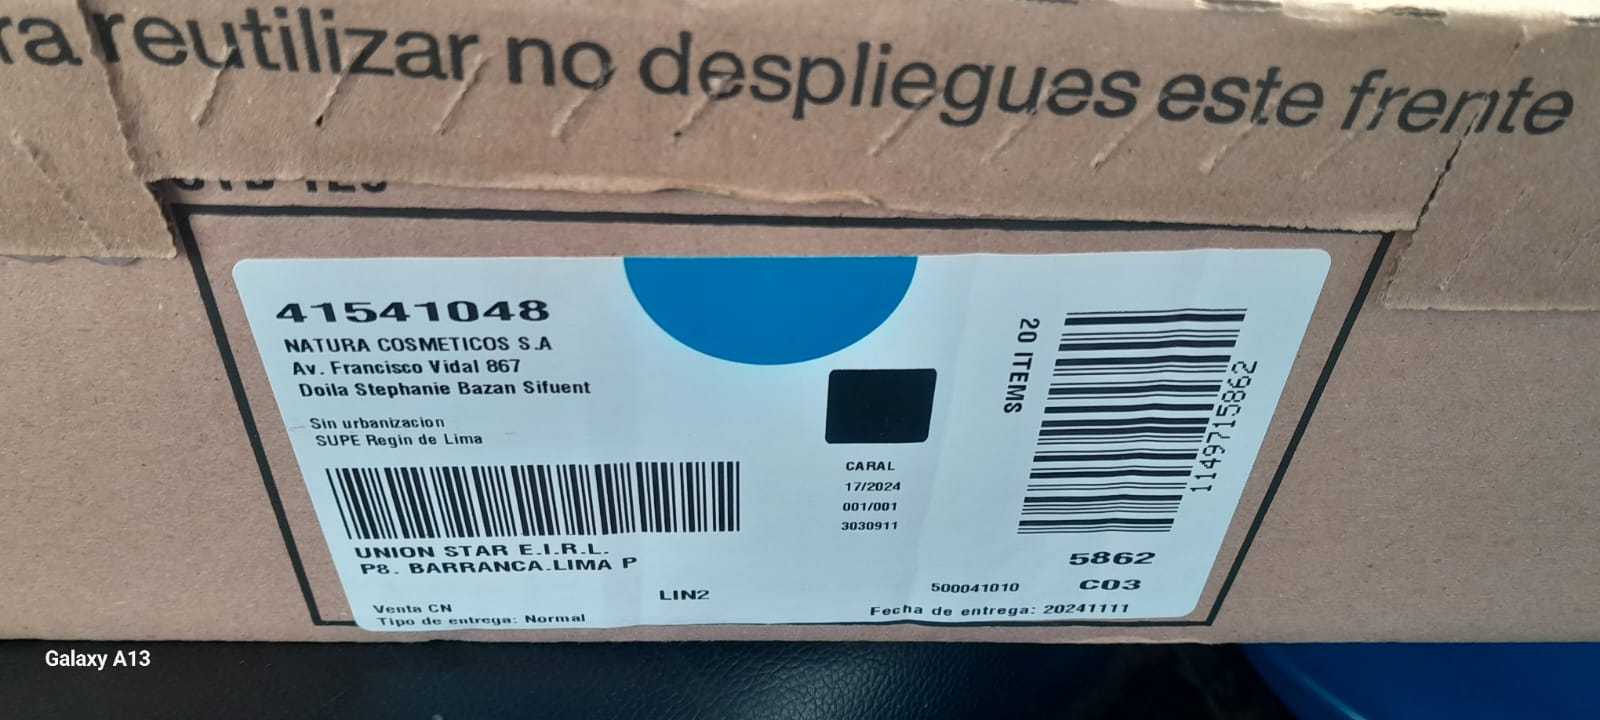 ra reutilizar no despliegues este frente
41541048
NATURA COSMETICOS S.A
Av. Francisco Vidal 867
Doila Stephanie Bazan Sifuent
Sin urbanizacion
SUPE Regin de Lima
UNION STAR E.I.R.L.
P8. BARRANCA.LIMA P
LIN2
Venta CN
Tipo de entrega: Normal
CARAL
17/2024
001/001
3030911
20 ITEMS
1149715862
5862
500041010 C03
Fecha de entrega: 20241111
Galaxy A13